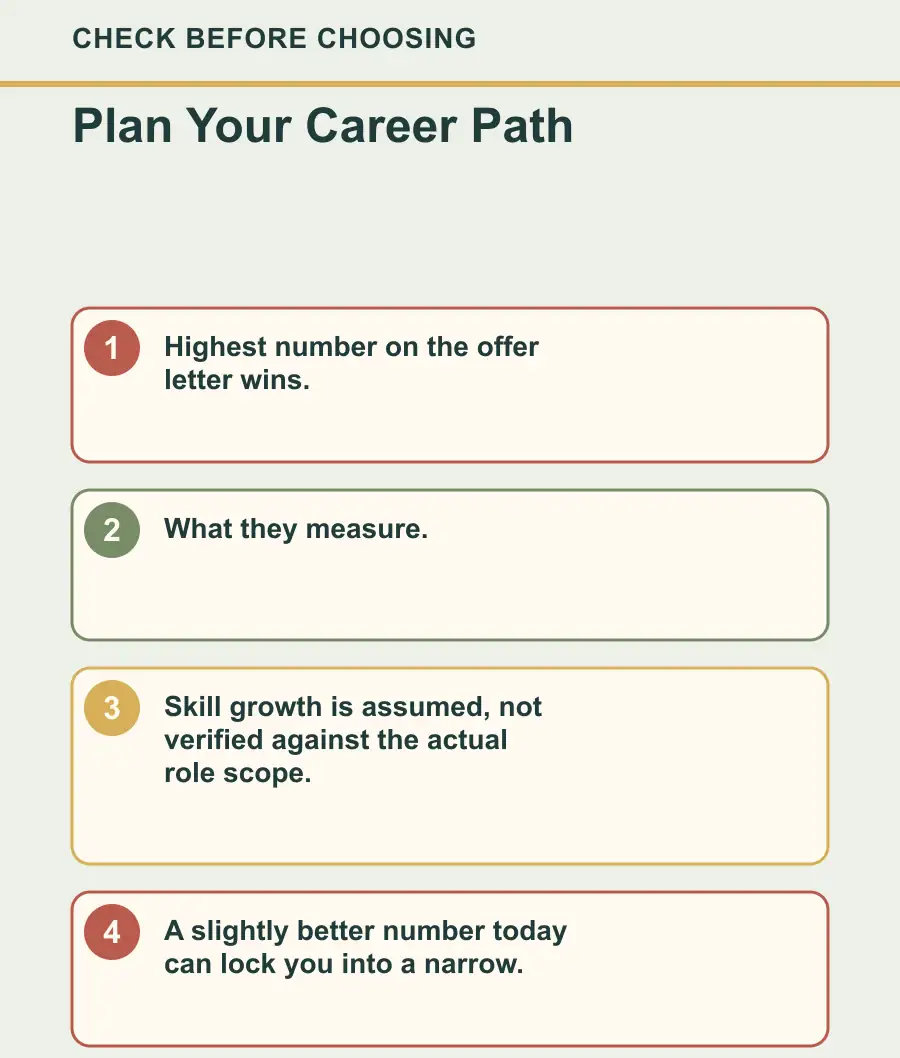 CHECK BEFORE CHOOSING
Plan Your Career Path
1
Highest number on the offer
letter wins.
2
What they measure.
3
Skill growth is assumed, not
verified against the actual
role scope.
4
A slightly better number today
can lock you into a narrow.